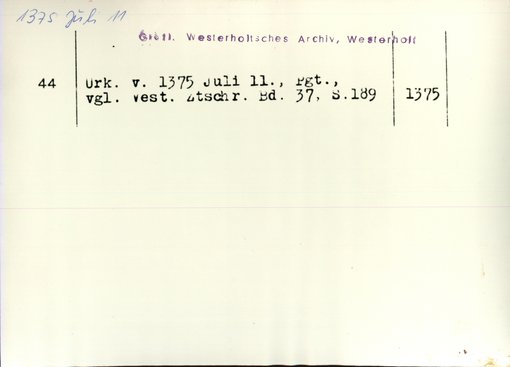 1375 Juli 11
Gräfl. Westerholtsches Archiv, Westerholt
44 Urk. v. 1375 Juli 11., Pgt., 
vgl. West. Ztschr. Bd. 37, S.189 1375